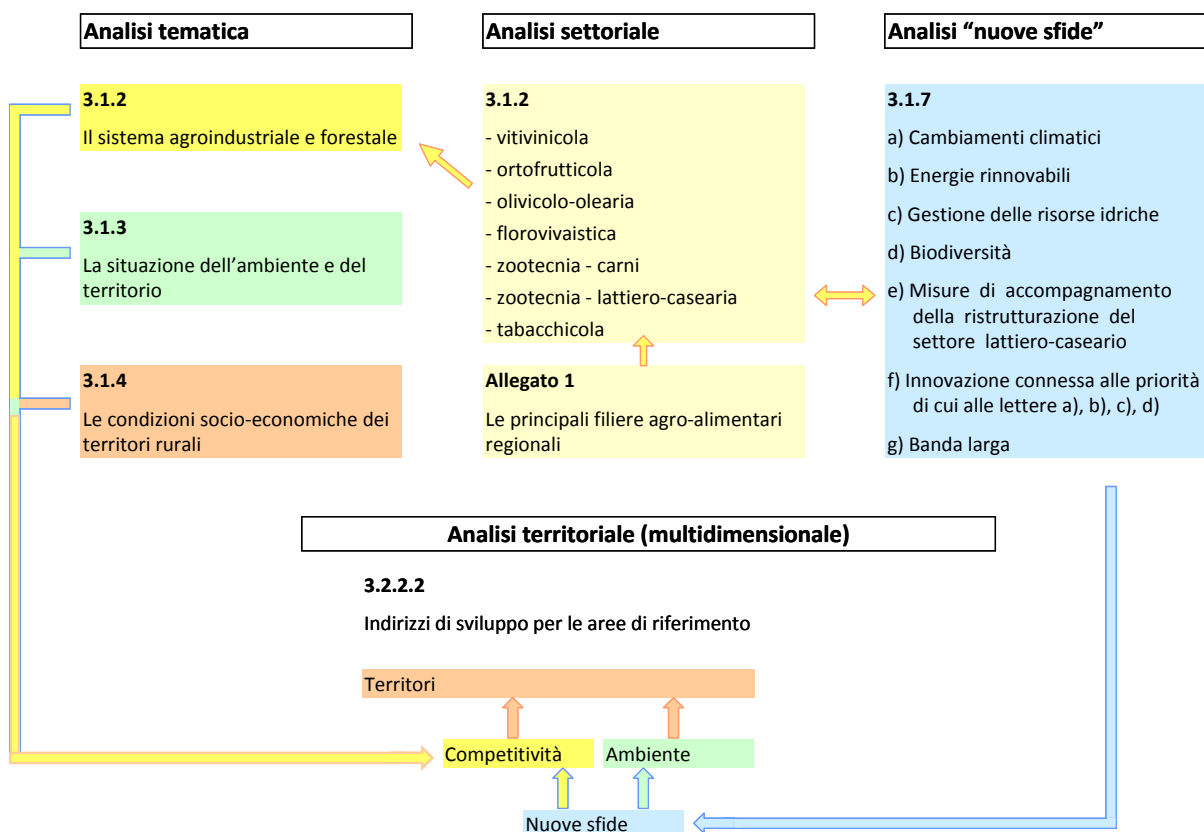 Analisi tematica
3.1.2
Il sistema agroindustriale e forestale
3.1.3
La situazione dell’ambiente e del
territorio
3.1.4
Le condizioni socio-economiche dei
territori rurali
Analisi settoriale
3.1.2
- vitivinicola
- ortofrutticola
- olivicolo-olearia
- florovivaistica
- zootecnia - carni
- zootecnia - lattiero-casearia
- tabacchicola
Allegato 1
Le principali filiere agro-alimentari
regionali
Analisi “nuove sfide”
3.1.7
a) Cambiamenti climatici
b) Energie rinnovabili
c) Gestione delle risorse idriche
d) Biodiversità
e) Misure di accompagnamento
della ristrutturazione del
settore lattiero-caseario
f) Innovazione connessa alle priorità
di cui alle lettere a), b), c), d)
g) Banda larga
Analisi territoriale (multidimensionale)
3.2.2.2
Indirizzi di sviluppo per le aree di riferimento
Territori
Competitività
Ambiente
Nuove sfide